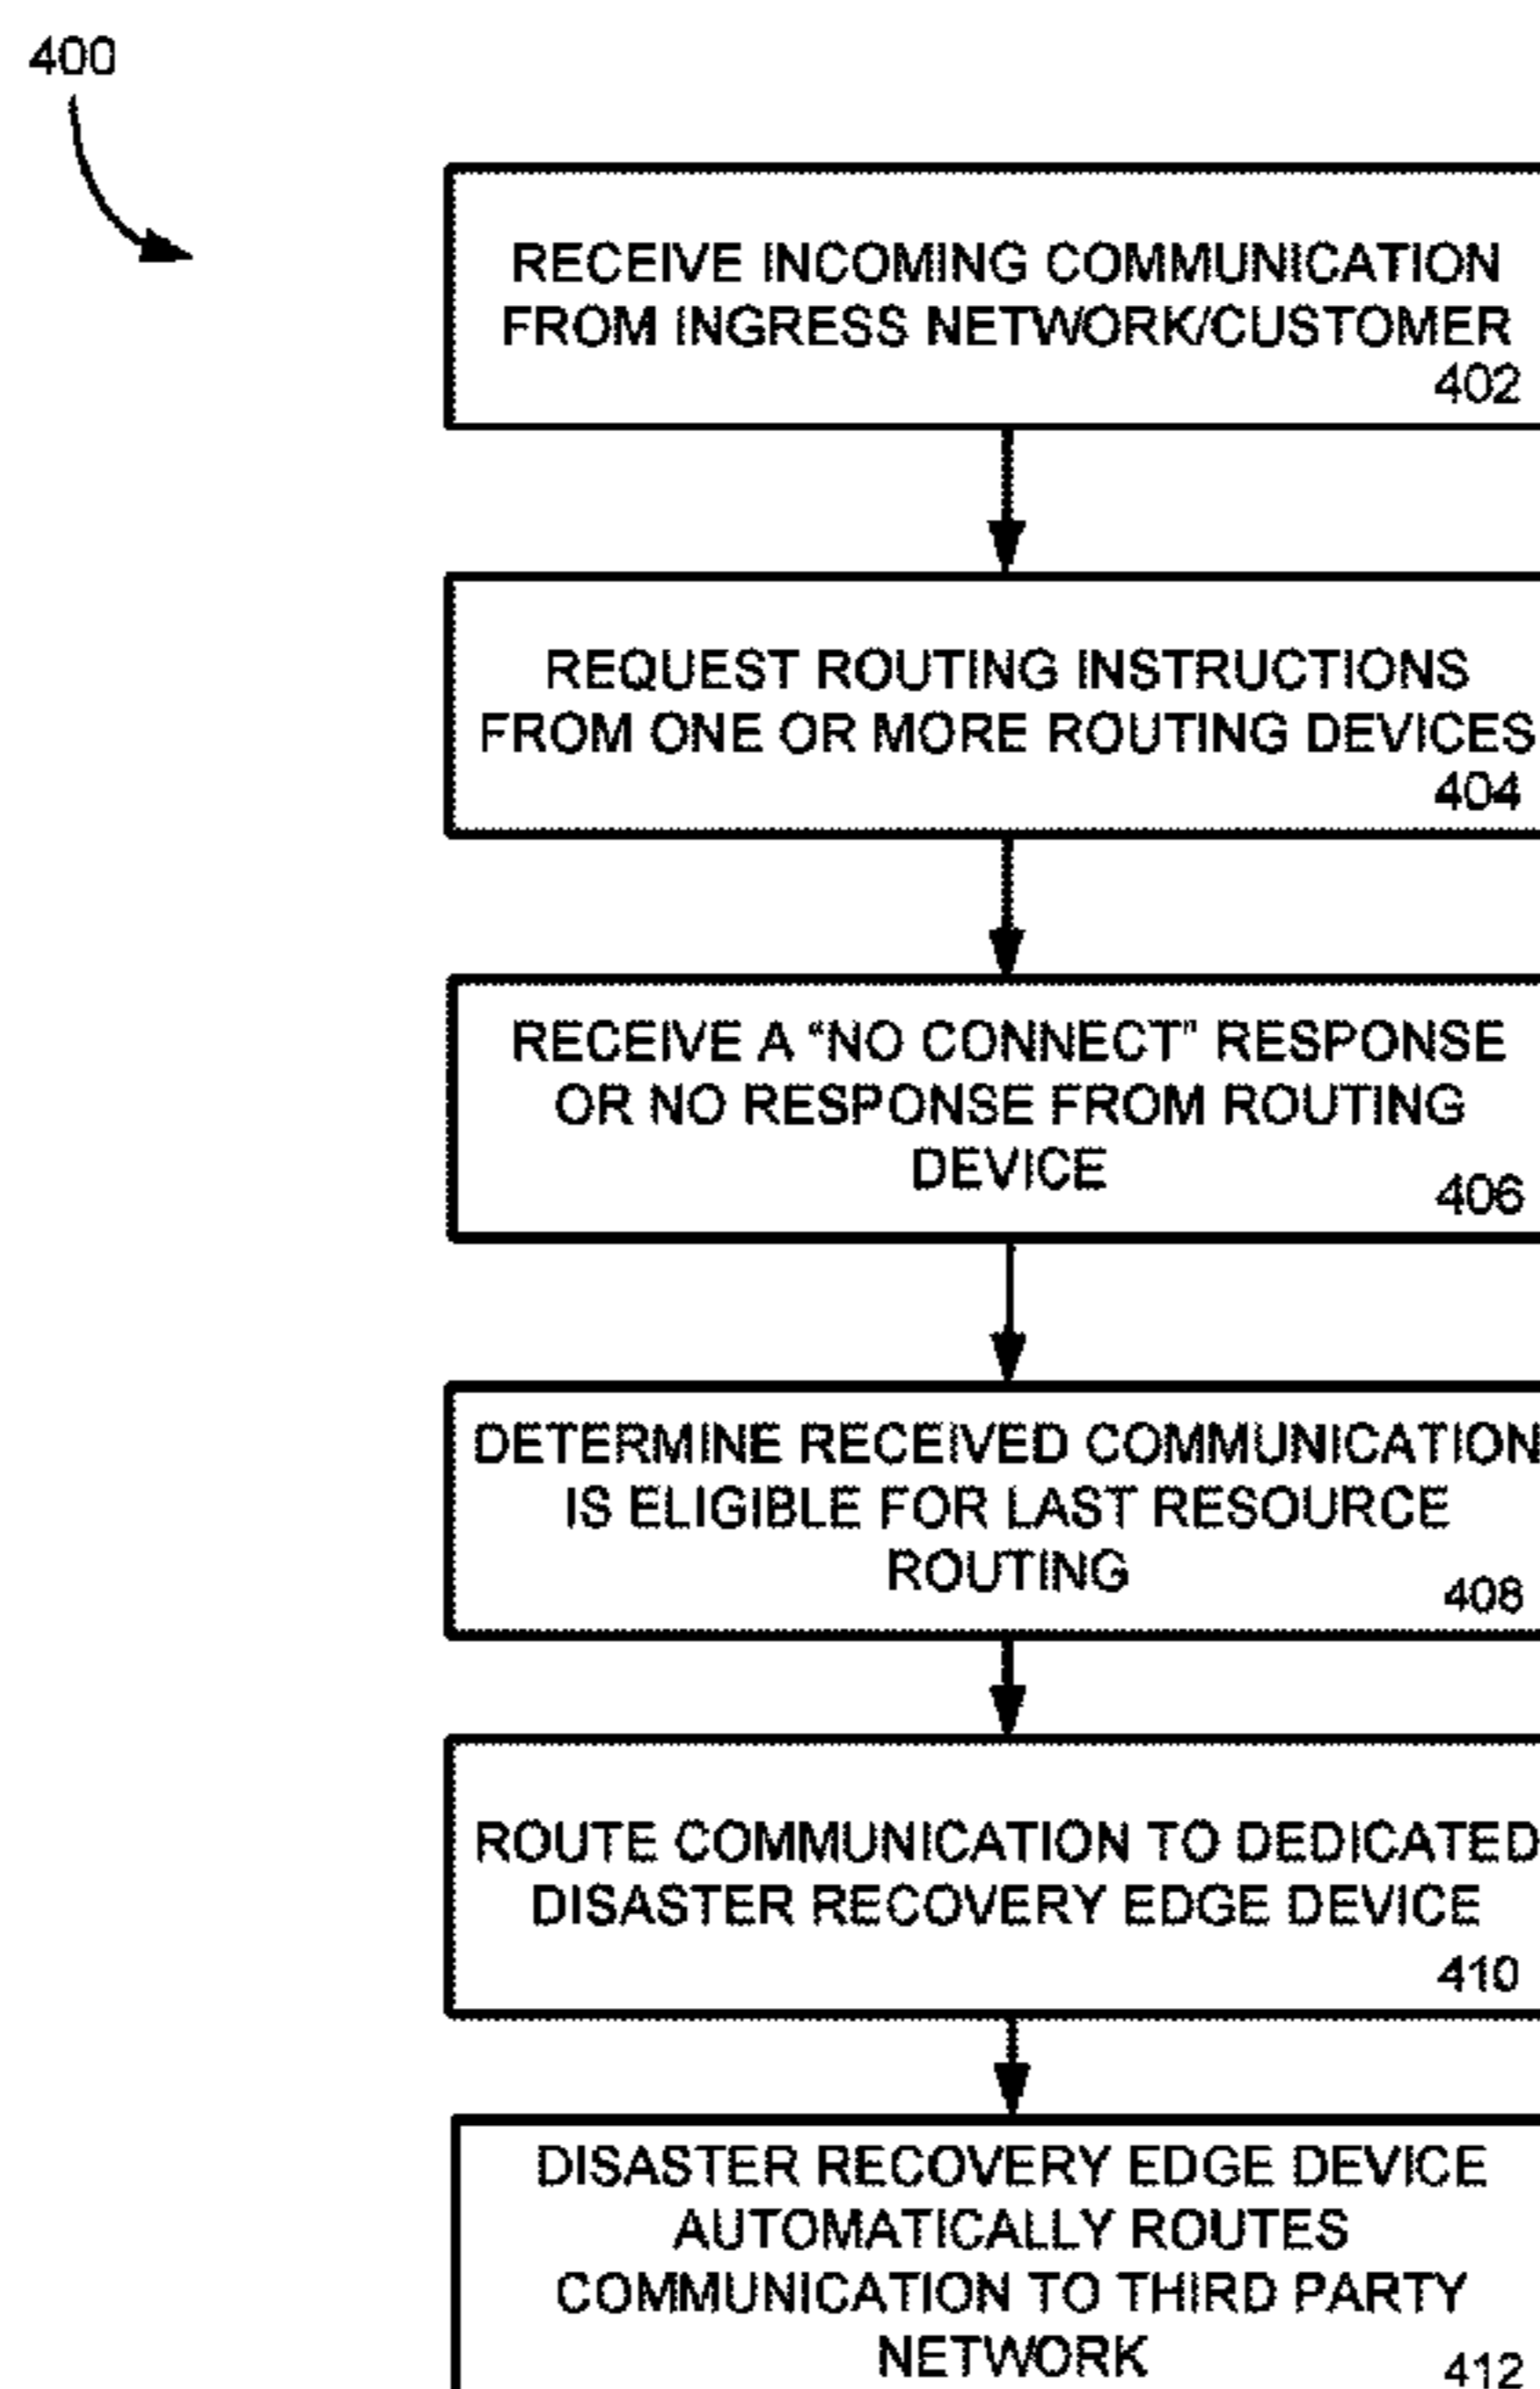 400
RECEIVE INCOMING COMMUNICATION
FROM INGRESS NETWORK/CUSTOMER
402
REQUEST ROUTING INSTRUCTIONS
FROM ONE OR MORE ROUTING DEVICES
404
RECEIVE A “NO CONNECT” RESPONSE
OR NO RESPONSE FROM ROUTING
DEVICE
406
DETERMINE RECEIVED COMMUNICATION
IS ELIGIBLE FOR LAST RESOURCE
ROUTING
408
ROUTE COMMUNICATION TO DEDICATED
DISASTER RECOVERY EDGE DEVICE
410
DISASTER RECOVERY EDGE DEVICE
AUTOMATICALLY ROUTES
COMMUNICATION TO THIRD PARTY
NETWORK
412